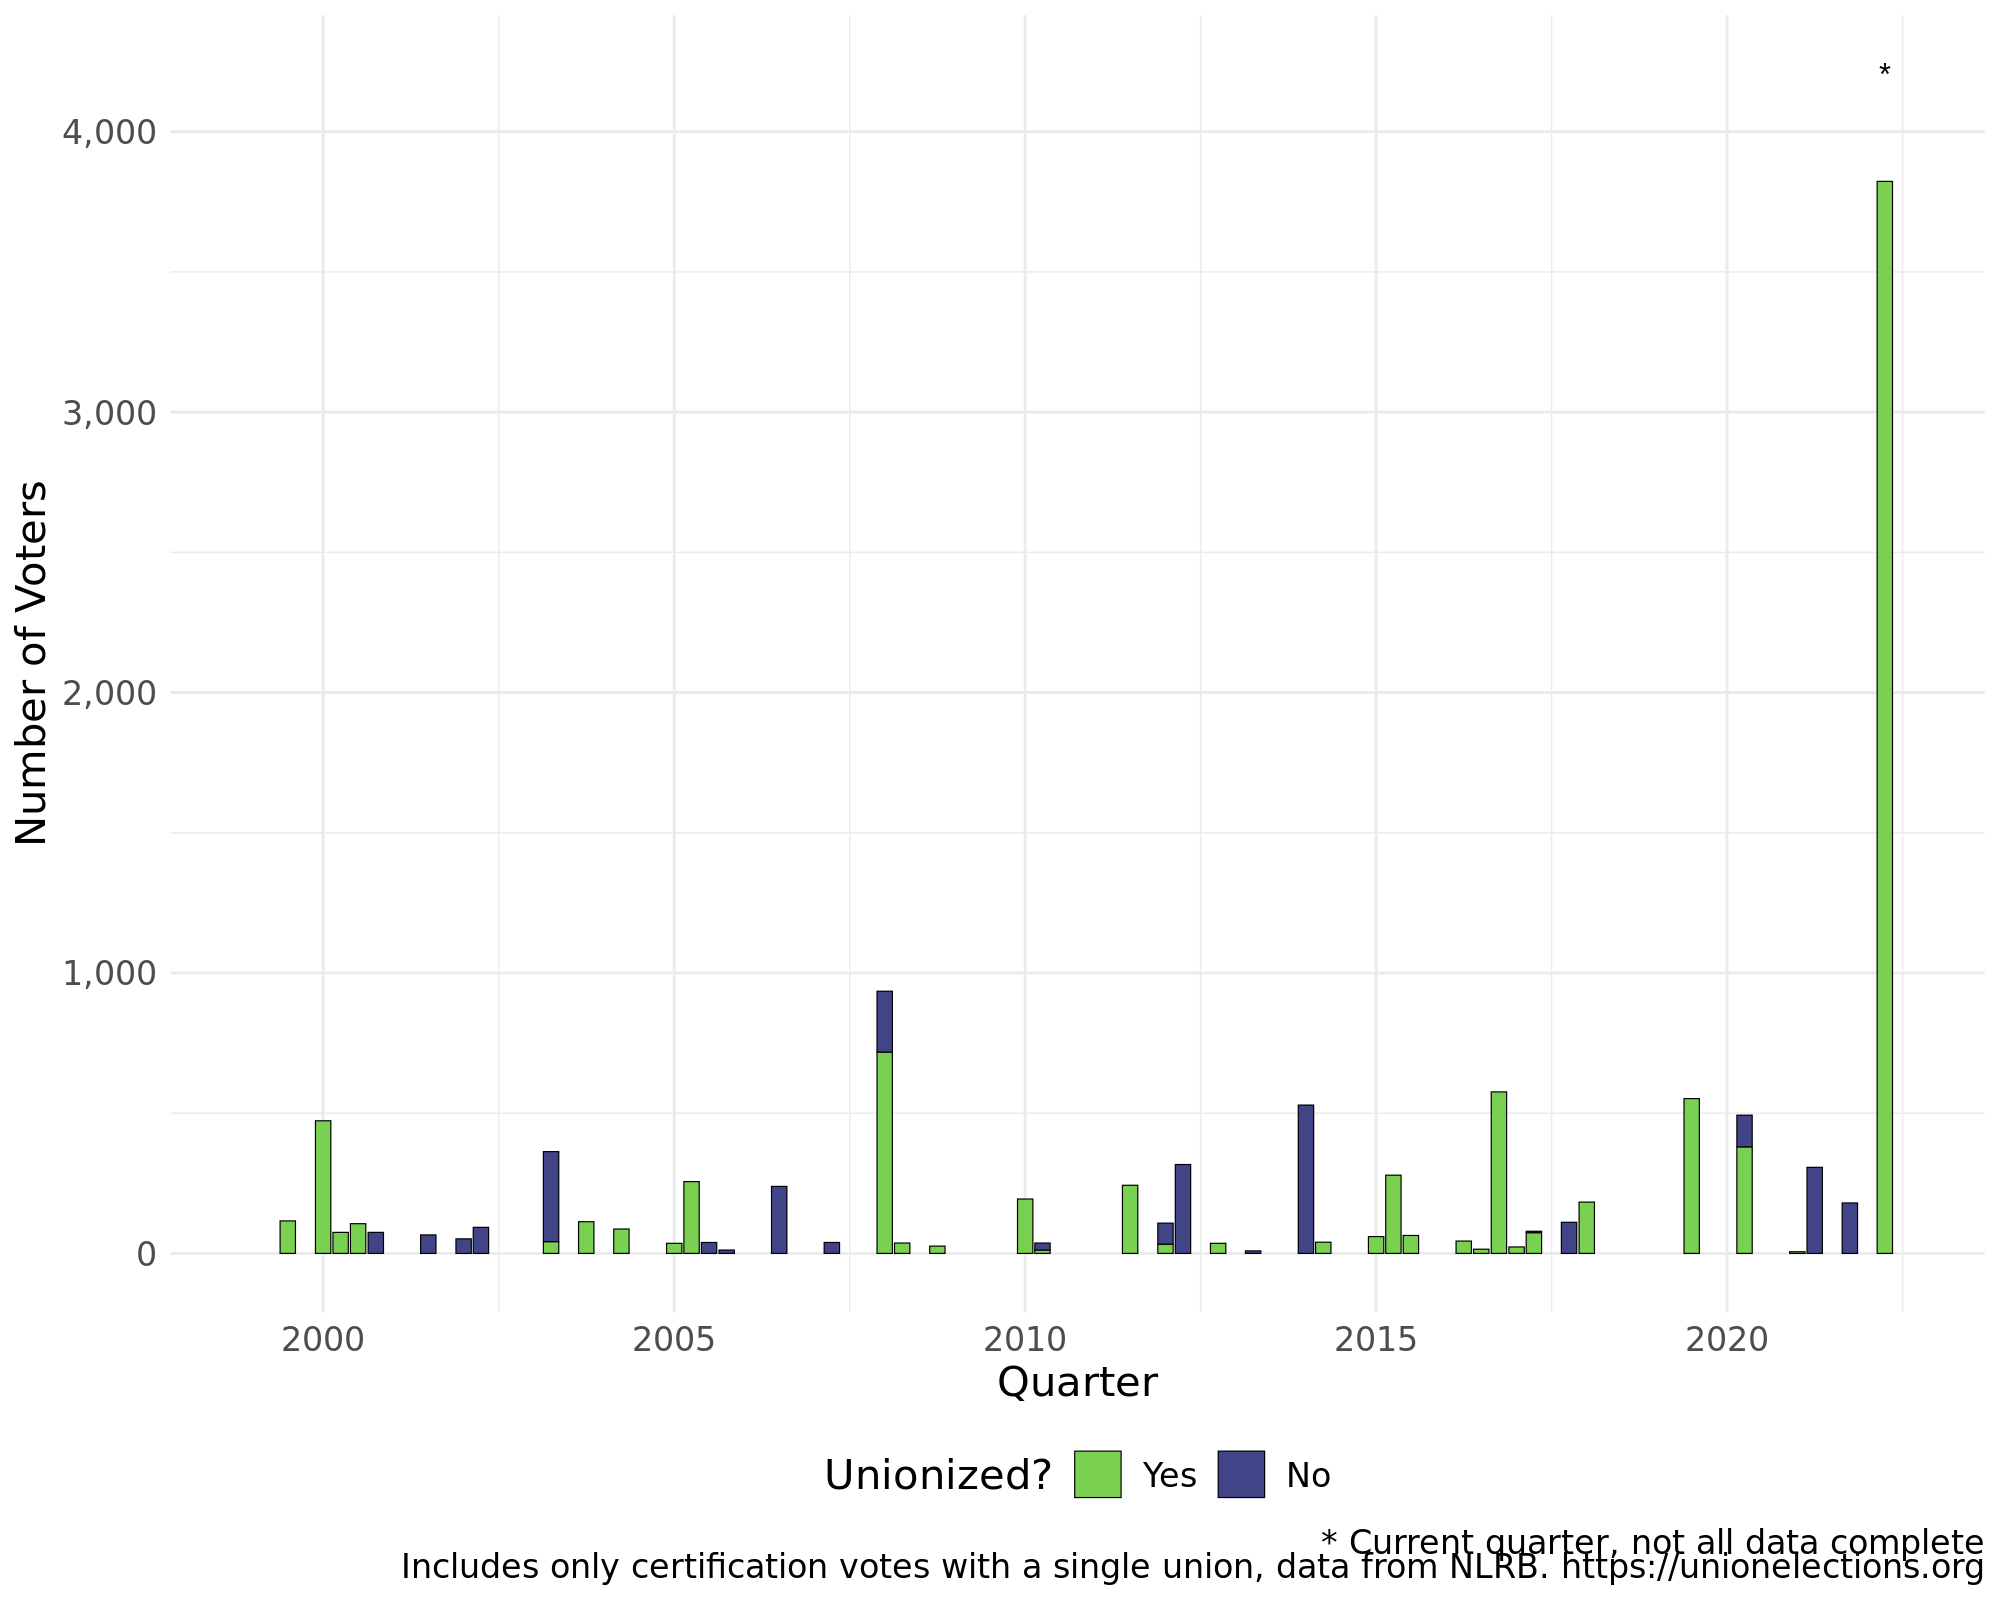 *
4,000
3,000
2,000
1,000
0
Number of Voters
2000 2005 2010 2015 2020
Quarter
Unionized? Yes No
* Current quarter, not all data complete
Includes only certification votes with a single union, data from NLRB. https://unionelections.org